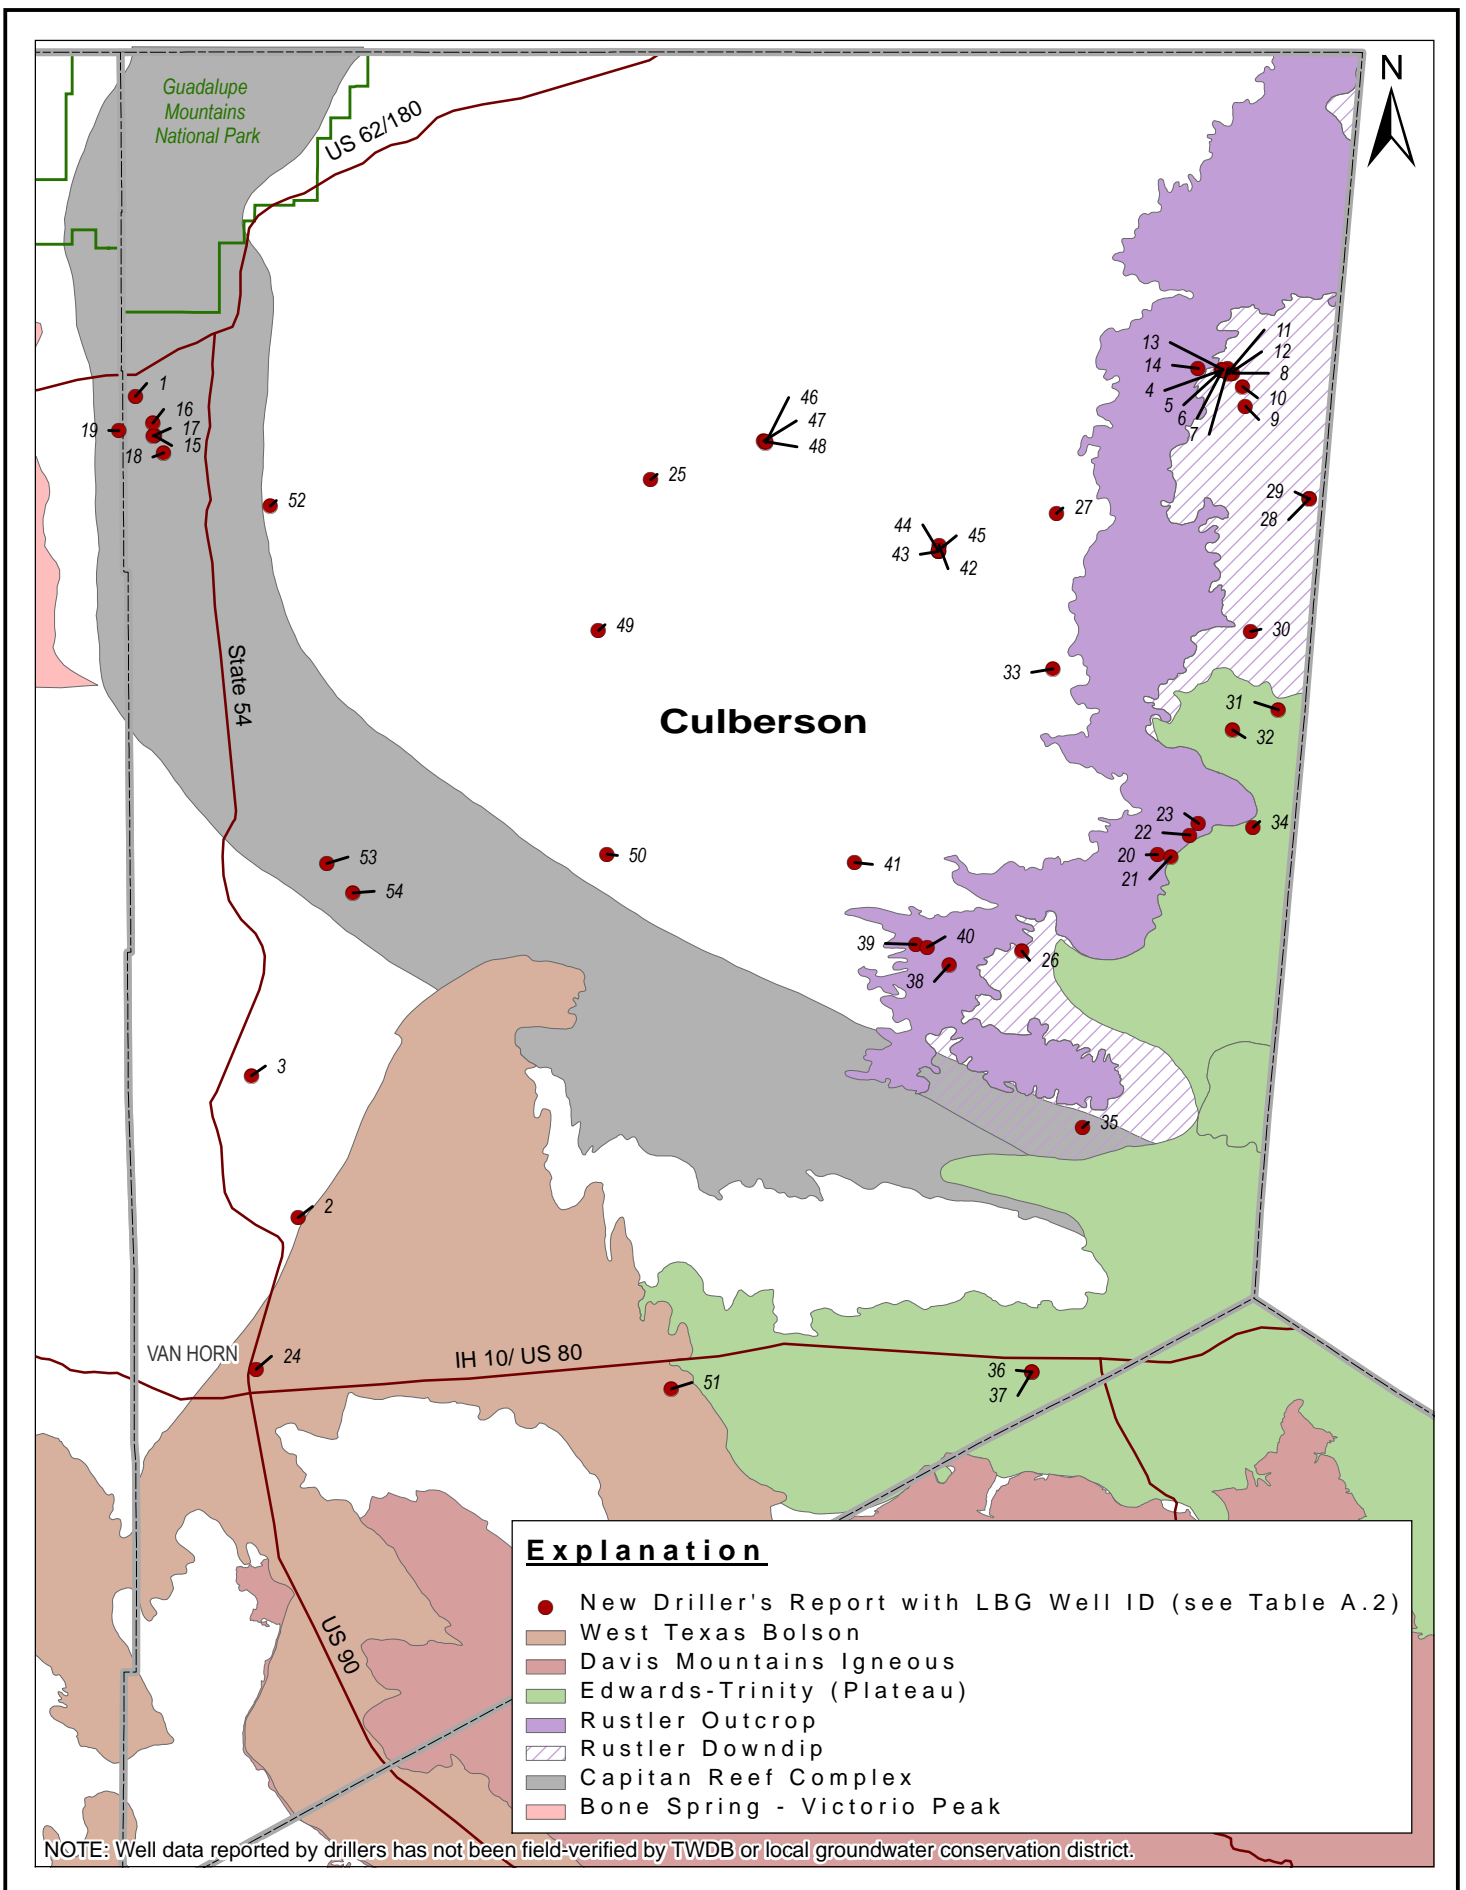 N
Guadalupe
Mountains
National Park
US 62/180
11
13
12
14
8
4
10
5
9
6
7
1
16
19
17
15
18
46
47
48
25
52
29
27
28
44
45
43
42
49
30
33
State 54
31
Culberson
32
23
34
22
20
53
50
41
21
54
39
40
26
38
3
35
2
VAN HORN
24
IH 10/ US 80
36
51
37
US 90
Explanation
New Driller's Report with LBG Well ID (see Table A.2)
West Texas Bolson
Davis Mountains Igneous
Edwards-Trinity (Plateau)
Rustler Outcrop
Rustler Downdip
Capitan Reef Complex
Bone Spring - Victorio Peak
NOTE: Well data reported by drillers has not been field-verified by TWDB or local groundwater conservation district.